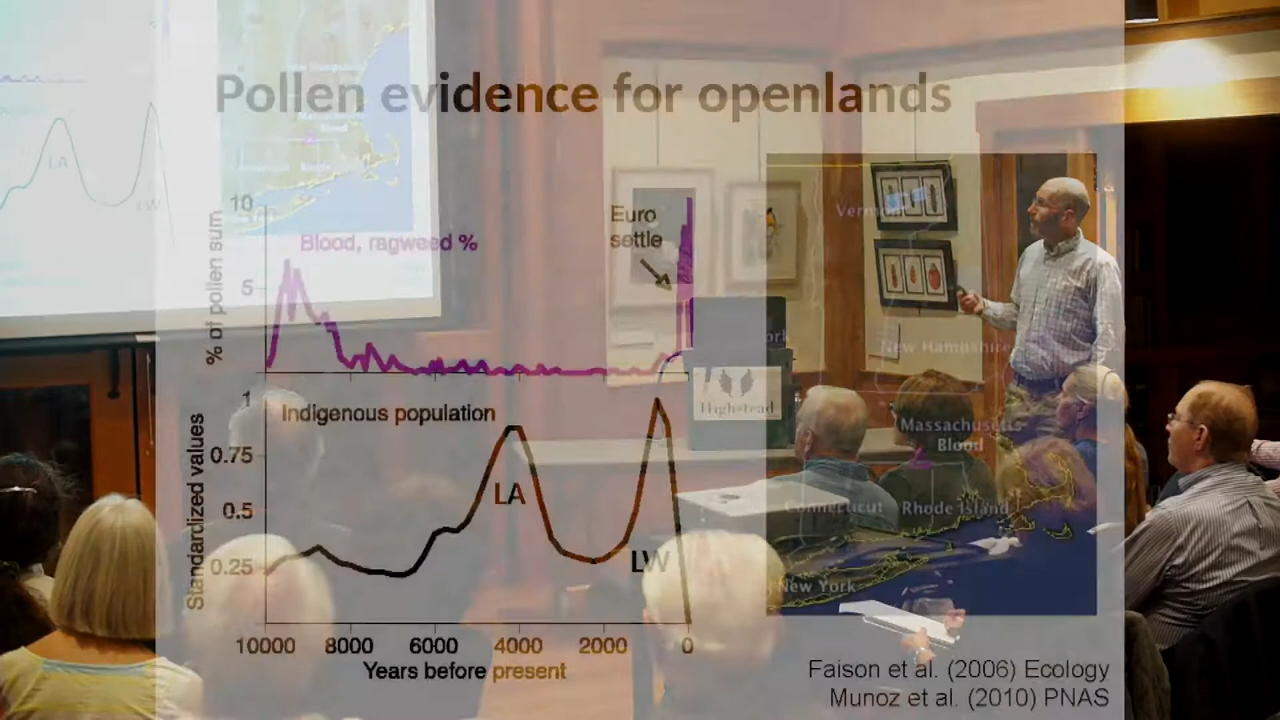 Pollen evidence for openlands
% of pollen sum
10
5
Blood, ragweed %
Euro
settle
Standardized values
1
0.75
0.5
0.25
Indigenous population
LA
LW
10000 8000 6000 4000 2000 0
Years before present
Vermont
New Hampshire
Massachusetts
Blood
Connecticut
Rhode Island
New York
Highstead
LA
LW
Faison et al. (2006) Ecology
Munoz et al. (2010) PNAS